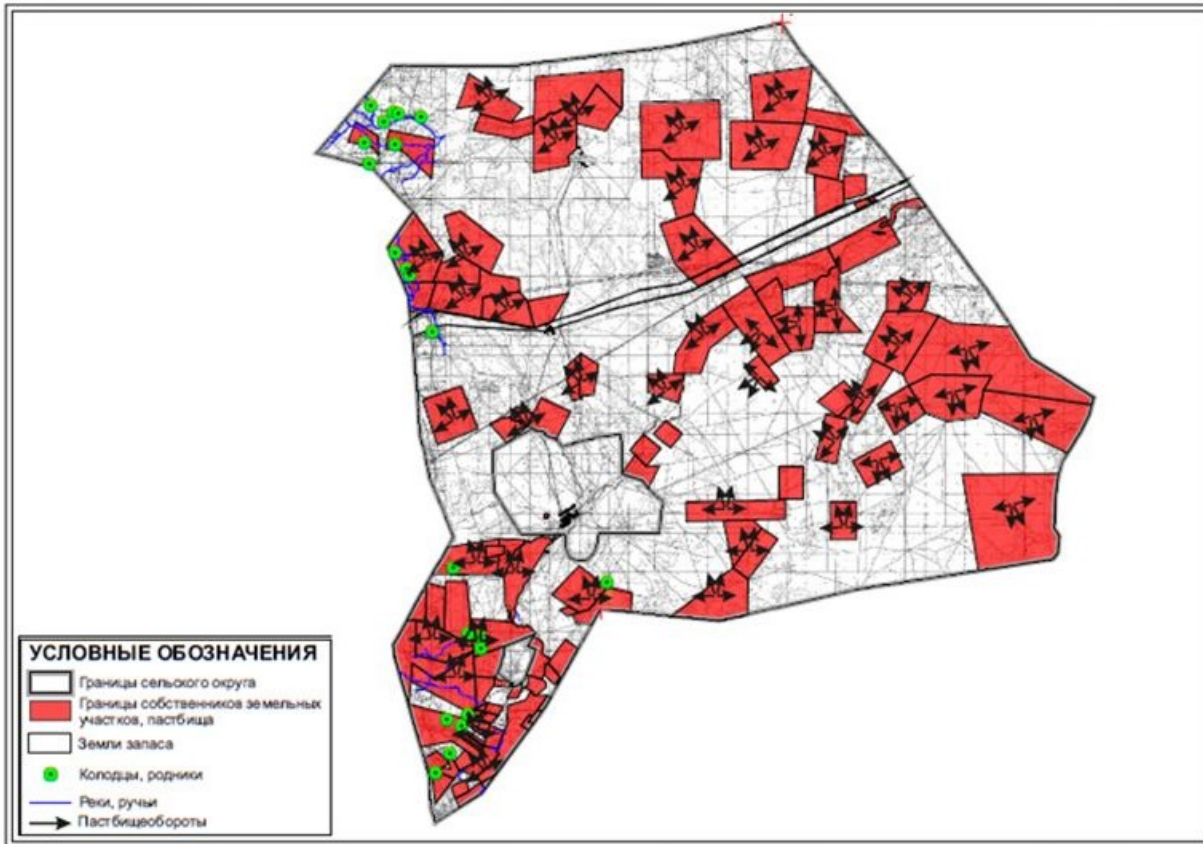 УСЛОВНЫЕ ОБОЗНАЧЕНИЯ
Границы сельского округа
Границы собственников земельных
участков, пастбища
Земли запаса
Колодцы, родники
Реки, ручьи
Пастбищеобороты